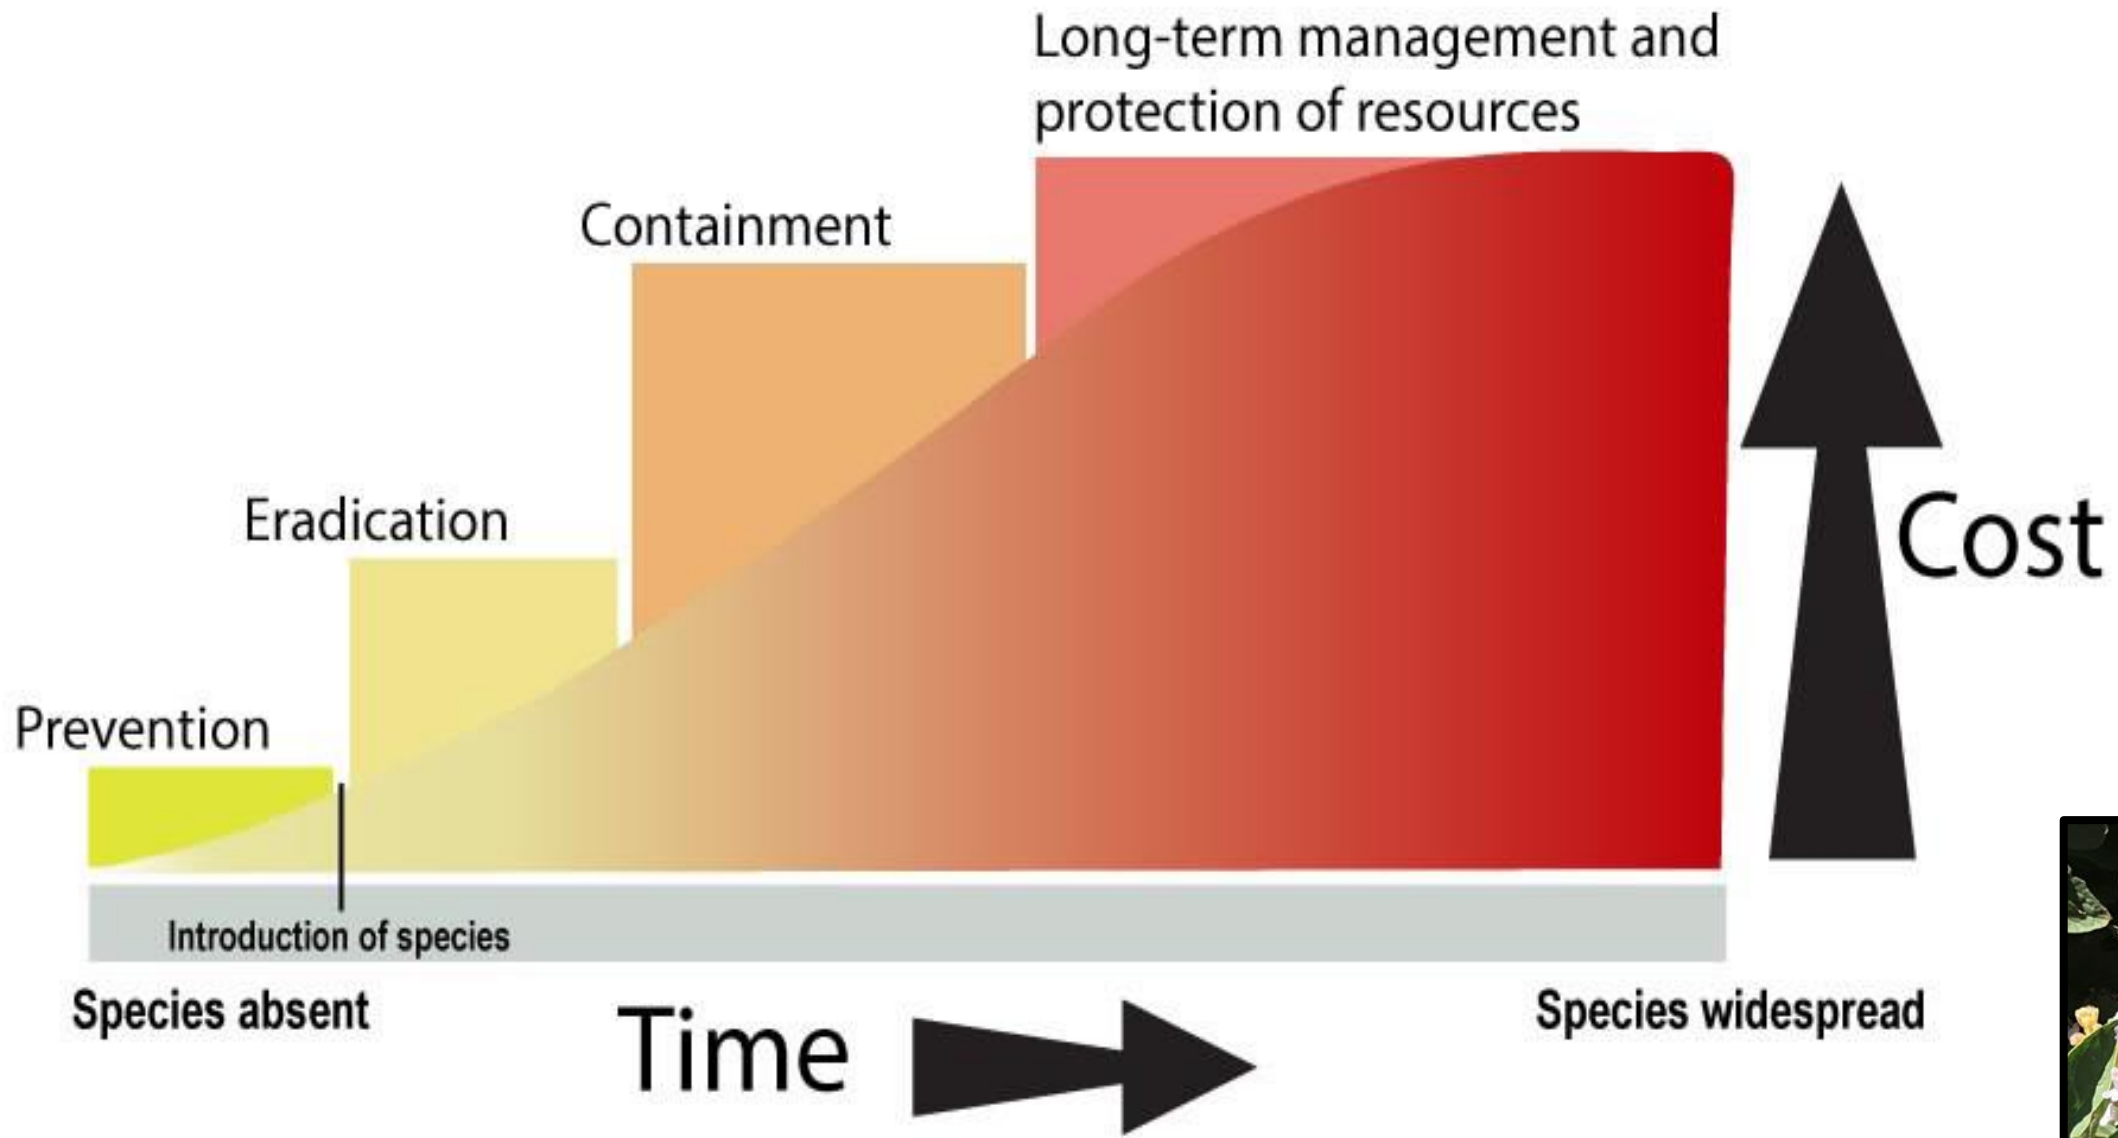 Long-term management and
protection of resources
Containment
Eradication
Prevention
Cost
Introduction of species
Species absent
Time
Species widespread